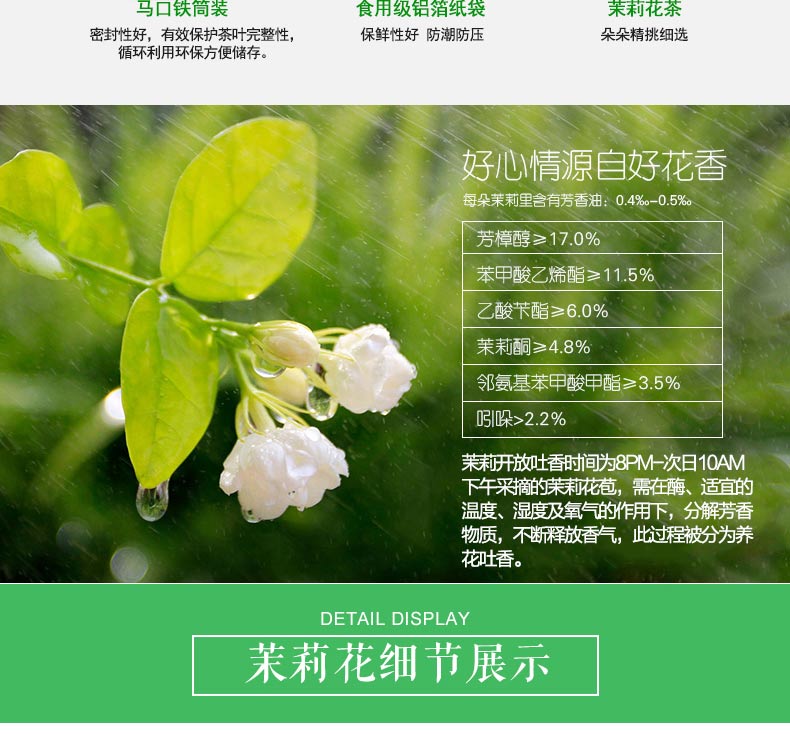 马口铁筒装
密封性好，有效保护茶叶完整性，
循环利用环保方便储存。
食用级铝箔纸袋
保鲜性好 防潮防压
茉莉花茶
朵朵精挑细选
好心情源自好花香
每朵茉莉里含有芳香油：0.4‰-0.5‰
芳樟醇≥17.0%
苯甲酸乙烯酯≥11.5%
乙酸苄酯≥6.0%
茉莉酮≥4.8%
邻氨基苯甲酸甲酯≥3.5%
吲哚>2.2%
茉莉开放吐香时间为8PM-次日10AM
下午采摘的茉莉花苞，需在酶、适宜的
温度、湿度及氧气的作用下，分解芳香
物质，不断释放香气，此过程被分为养
花吐香。
DETAIL DISPLAY
茉莉花细节展示